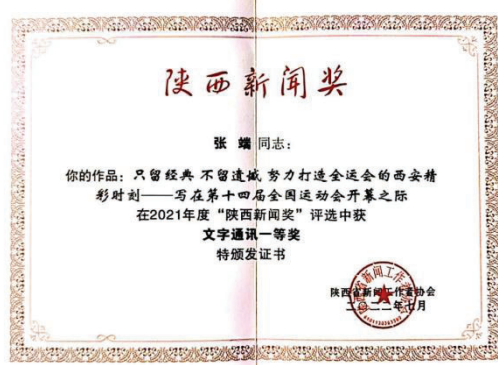 陕西新闻奖
张端同志：
你的作品：只留经典 不留遗憾 努力打造全运会的西安精
彩时刻——写在第十四届全国运动会开幕之际
在2021年度“陕西新闻奖”评选中获
文字通讯一等奖
特颁发证书
陕西省新闻工作者协会
二〇二二年七月